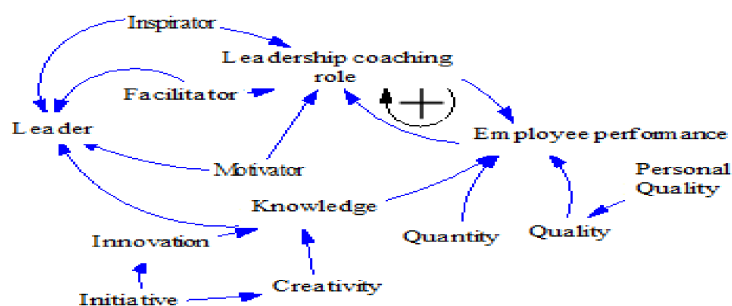 Inspirator
Leadership coaching
role
Facilitator
Leader
Employee performance
Motivator
Personal
Quality
Knowledge
Innovation
Quantity
Quality
Creativity
Initiative